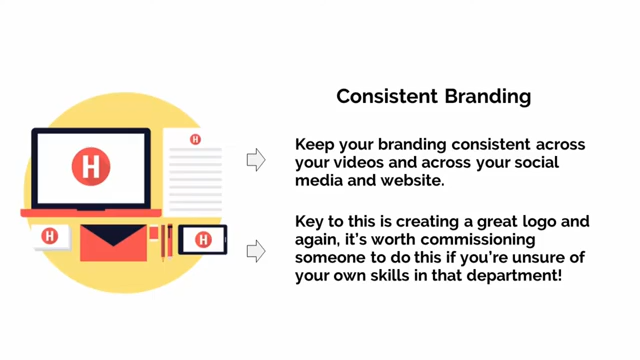 Consistent Branding
Keep your branding consistent across
your videos and across your social
media and website.
Key to this is creating a great logo and
again, it's worth commissioning
someone to do this if you're unsure of
your own skills in that department!
H
H
H
H